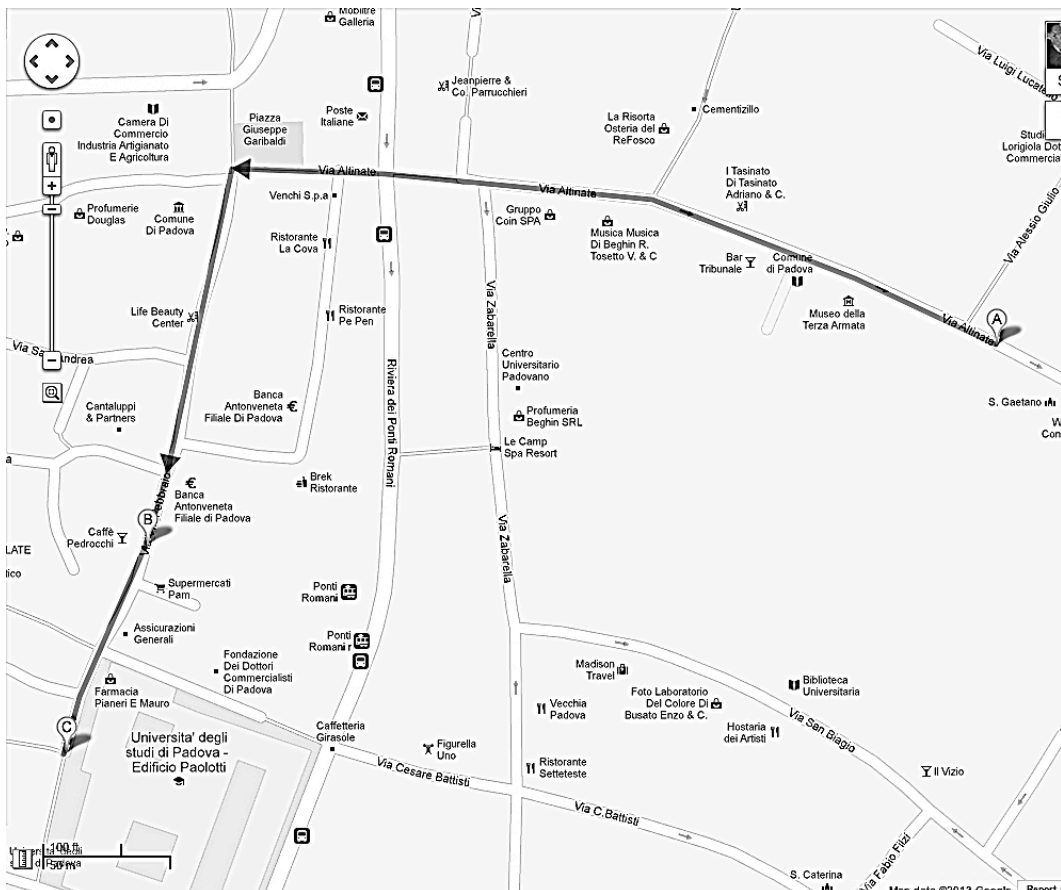 Mobiltre
Galleria
Via Luigi Lucatello
Jeanpierre &
Co. Parrucchieri
Camera Di
Commercio
Industria Artigianato
E Agricoltura
Piazza
Giuseppe
Garibaldi
Poste
Italiane
La Risorta
Osteria del
ReFosco
Cementizillo
Lorigiola Dot
Commercial
Via Altinate
Via Altinate
I Tasinato
Di Tasinato
Adriano & C.
Venchi S.p.a
Profumerie
Douglas
Comune
Di Padova
Gruppo
Coin SPA
Musica Musica
Di Beghin R.
Tosetto V. & C
Via Alessio Giulio
Ristorante
La Cova
Bar
Tribunale
Comune
di Padova
Via Zabarella
Life Beauty
Center
Ristorante
Pe Pen
Museo della
Terza Armata
Via Altinate
A
Centro
Universitario
Padovano
Riviera dei Ponti Romani
Cantaluppi
& Partners
Banca
Antonveneta
Filiale Di Padova
Profumeria
Beghin SRL
S. Gaetano
Le Camp
Spa Resort
Brek
Ristorante
Banca
Antonveneta
Filiale di Padova
B
Caffè
Pedrocchi
Via Zabarella
Supermercati
Pam
Ponti
Romani
Assicurazioni
Generali
Ponti
Romani r
Fondazione
Dei Dottori
Commercialisti
Di Padova
Madison
Travel
Biblioteca
Universitaria
Farmacia
Pianeri E Mauro
Vecchia
Padova
Foto Laboratorio
Del Colore Di
Busato Enzo & C.
C
Universita' degli
studi di Padova -
Edificio Paolotti
Caffetteria
Girasole
Figurella
Uno
Hostaria
dei Artisti
Via San Biagio
Ristorante
Setteteste
Via Cesare Battisti
Il Vizio
Via C.Battisti
100 ft
50 m
S. Caterina
Via Fabio Filzi
Map data ©2013 Google
Report